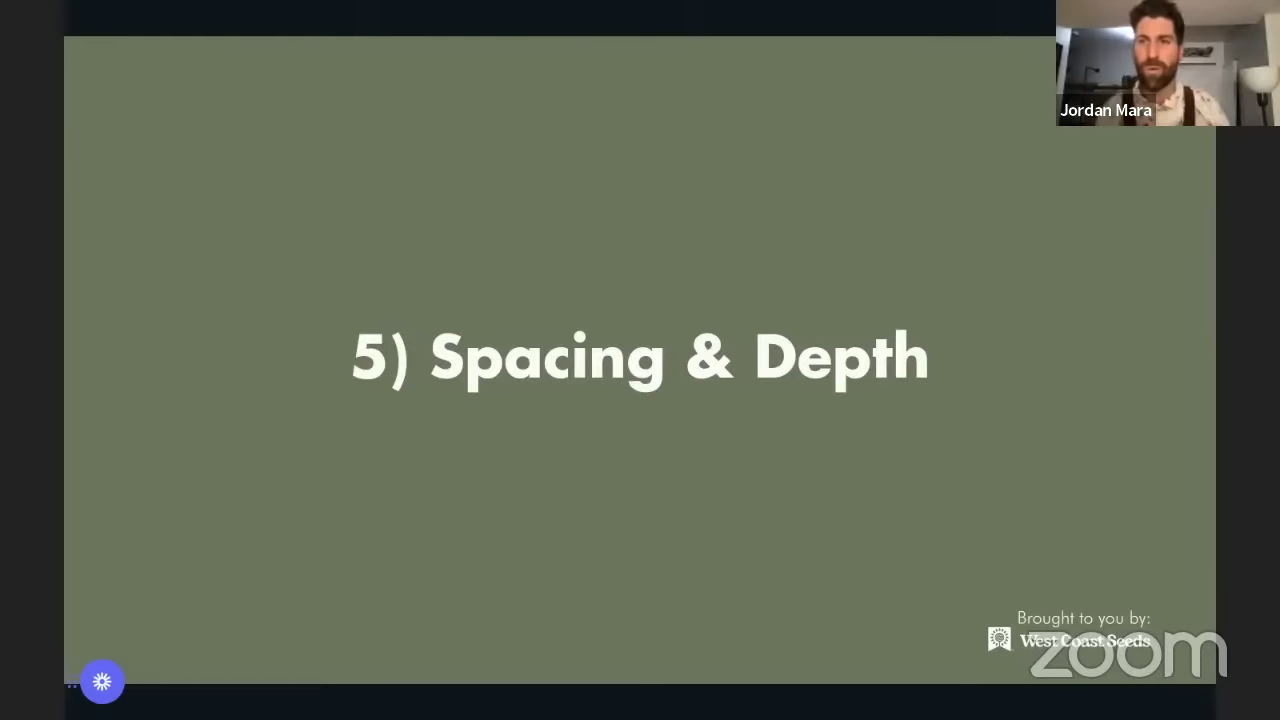 Jordan Mara
5) Spacing & Depth
Brought to you by:
West Coast Seeds
zoom